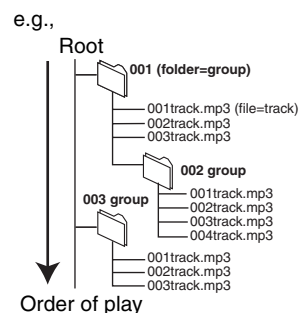 e.g.,
Root
001 (folder=group)
001track.mp3 (file=track)
002track.mp3
003track.mp3
002 group
001track.mp3
002track.mp3
003track.mp3
004track.mp3
003 group
001track.mp3
002track.mp3
003track.mp3
Order of play